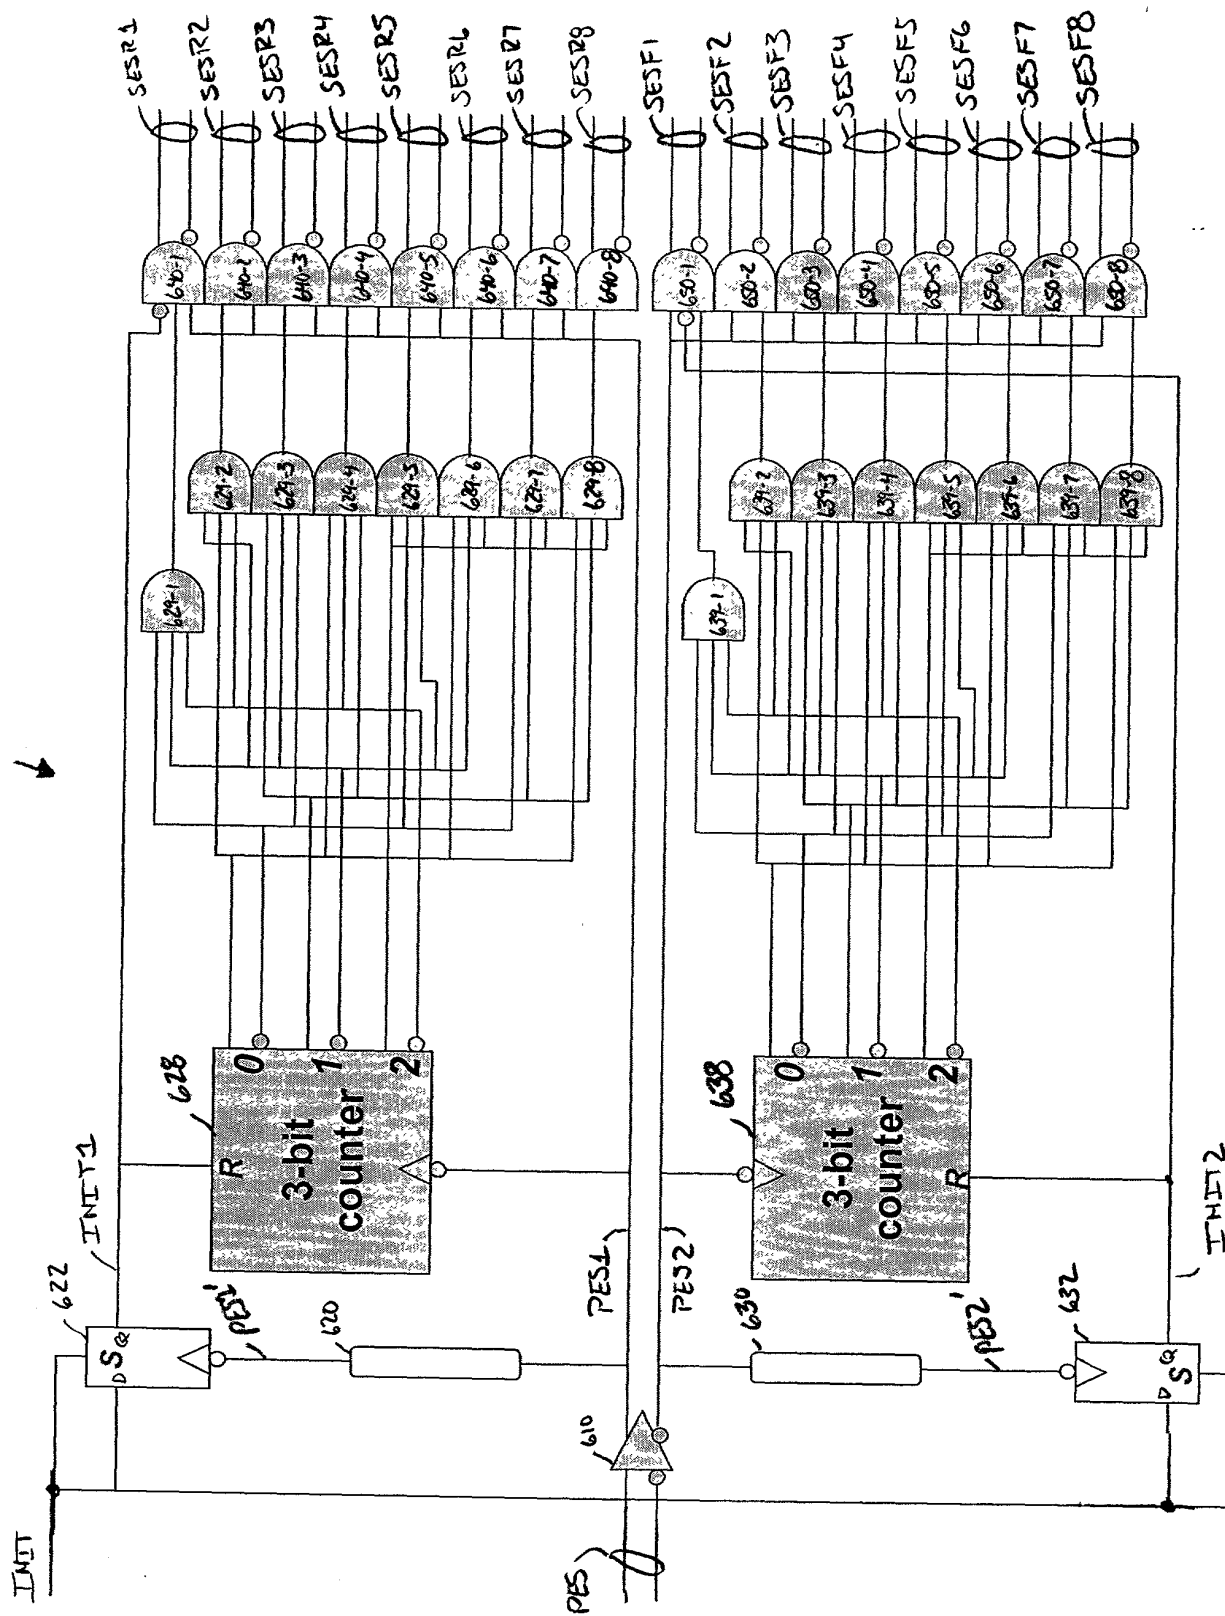 INIT
PES
610
622
INIT1
PES1'
620
D S Q
628
R
3-bit
counter
0
1
2
PES1
PES2
630
PES2'
632
D S Q
INIT2
638
3-bit
counter
R
0
1
2
629-1
629-2
629-3
629-4
629-5
629-6
629-7
629-8
639-1
639-2
639-3
639-4
639-5
639-6
639-7
639-8
640-1
640-2
640-3
640-4
640-5
640-6
640-7
640-8
650-1
650-2
650-3
650-4
650-5
650-6
650-7
650-8
SESR1
SESR2
SESR3
SESR4
SESR5
SESR6
SESR7
SESR8
SESF1
SESF2
SESF3
SESF4
SESF5
SESF6
SESF7
SESF8